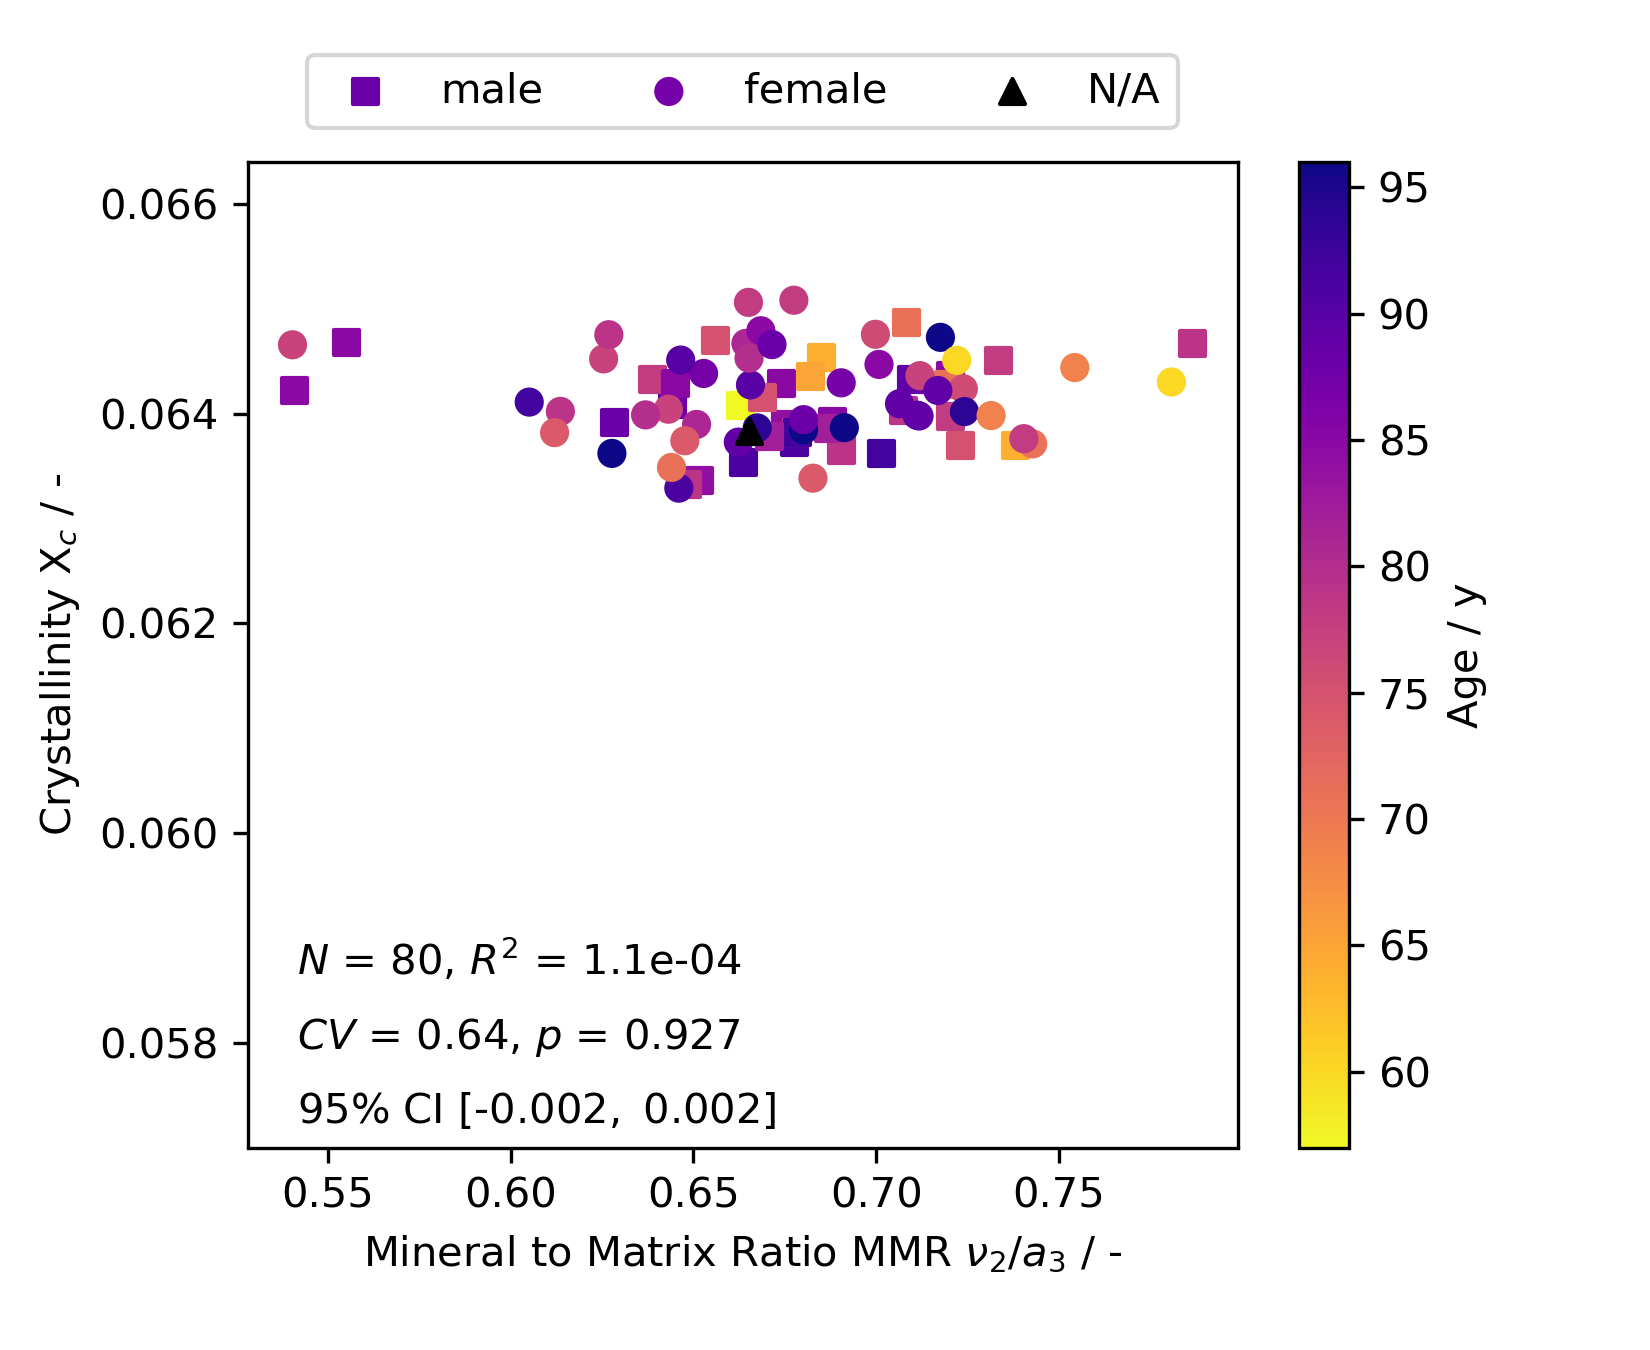 male female N/A
0.066
0.064
0.062
0.060
0.058
Crystallinity X$_c$ / -
N = 80, R² = 1.1e-04
CV = 0.64, p = 0.927
95% CI [-0.002, 0.002]
0.55 0.60 0.65 0.70 0.75
Mineral to Matrix Ratio MMR ν₂/a₃ / -
95
90
85
80
75
70
65
60
Age / y